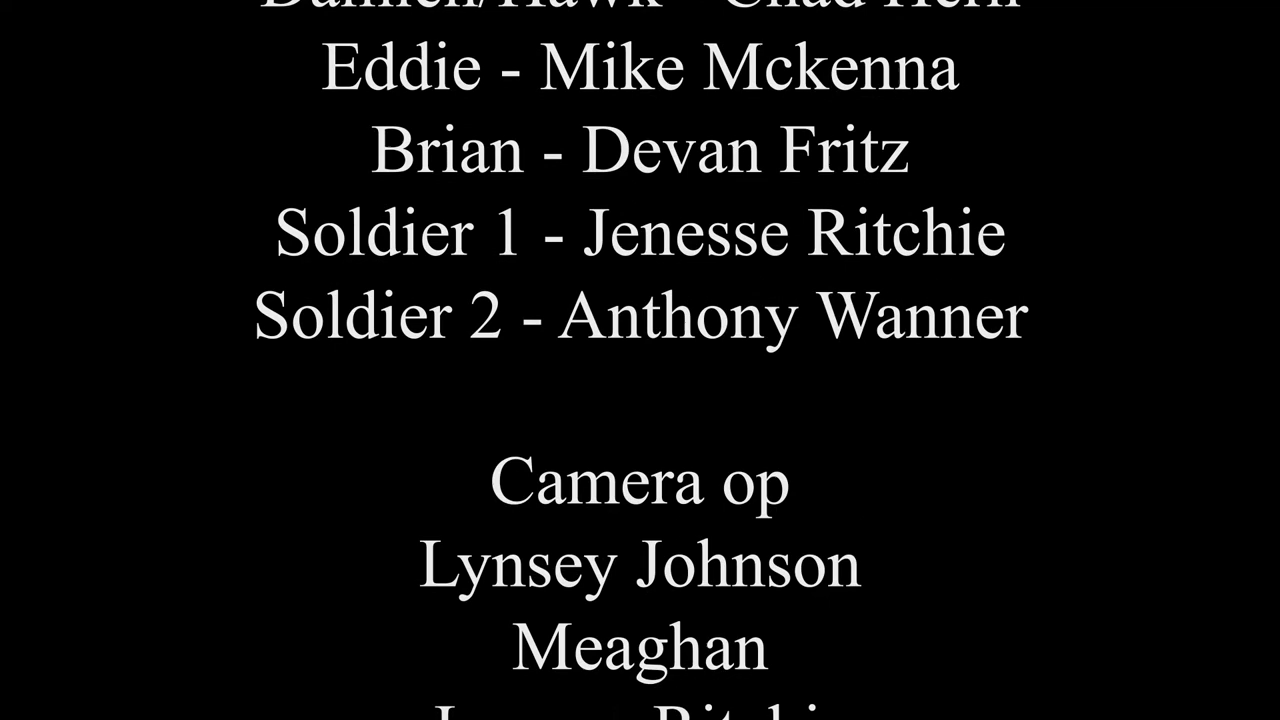 Eddie - Mike Mckenna
Brian - Devan Fritz
Soldier 1 - Jenesse Ritchie
Soldier 2 - Anthony Wanner
Camera op
Lynsey Johnson
Meaghan